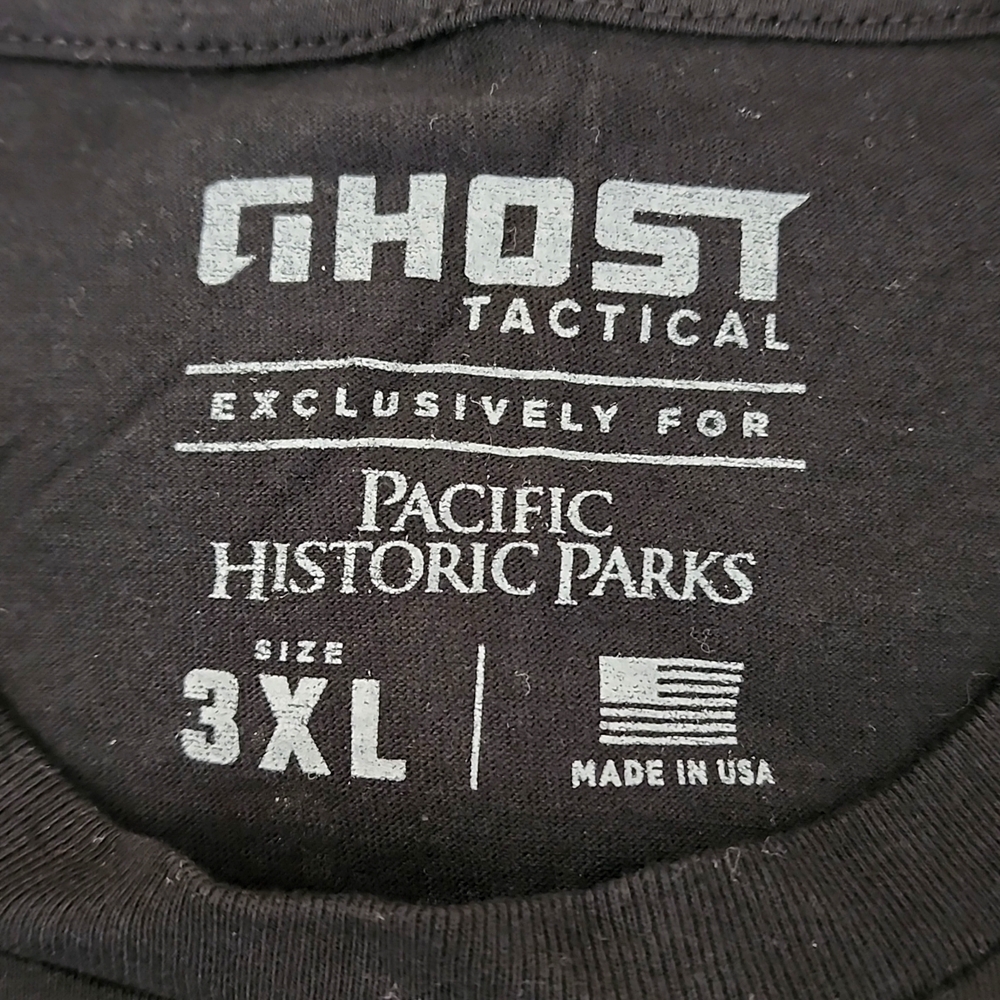 GHOST
TACTICAL
EXCLUSIVELY FOR
PACIFIC
HISTORIC PARKS
SIZE
3XL
MADE IN USA